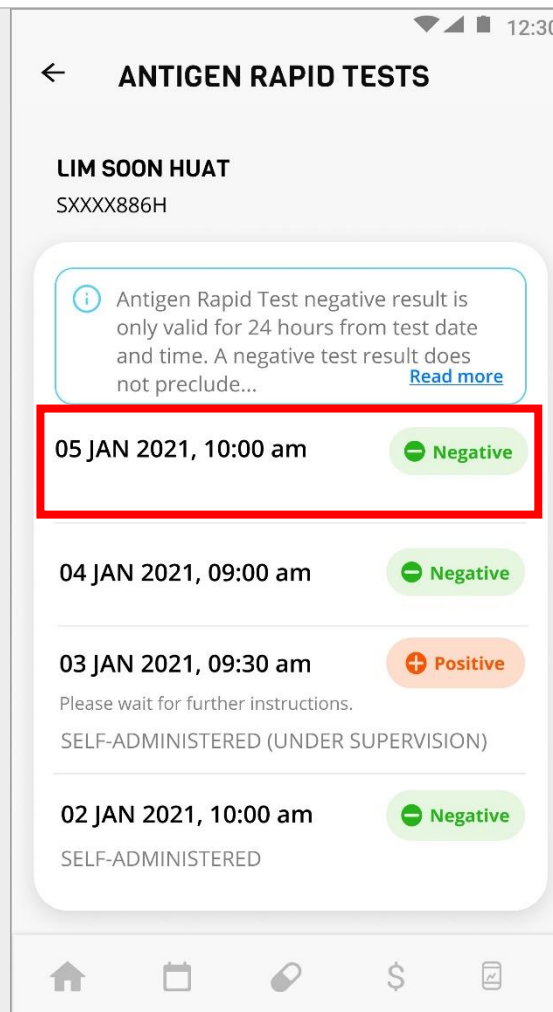 12:30
ANTIGEN RAPID TESTS
LIM SOON HUAT
SXXXX886H
Antigen Rapid Test negative result is
only valid for 24 hours from test date
and time. A negative test result does
not preclude... Read more
05 JAN 2021, 10:00 am Negative
04 JAN 2021, 09:00 am Negative
03 JAN 2021, 09:30 am Positive
Please wait for further instructions.
SELF-ADMINISTERED (UNDER SUPERVISION)
02 JAN 2021, 10:00 am Negative
SELF-ADMINISTERED